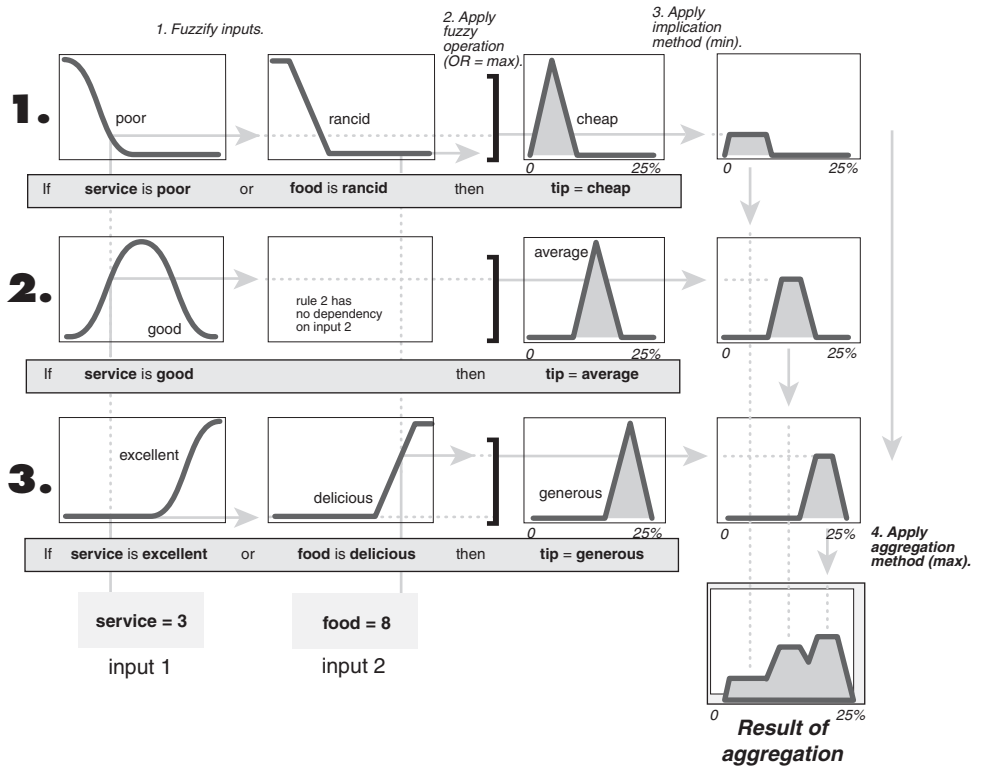 1. Fuzzify inputs.
2. Apply
fuzzy
operation
(OR = max).
3. Apply
implication
method (min).
1.
poor
rancid
cheap
0 25%
0 25%
If service is poor or food is rancid then tip = cheap
2.
good
rule 2 has
no dependency
on input 2
average
0 25%
0 25%
If service is good then tip = average
3.
excellent
delicious
generous
0 25%
0 25%
If service is excellent or food is delicious then tip = generous
4. Apply
aggregation
method (max).
service = 3
food = 8
input 1
input 2
0 25%
Result of
aggregation